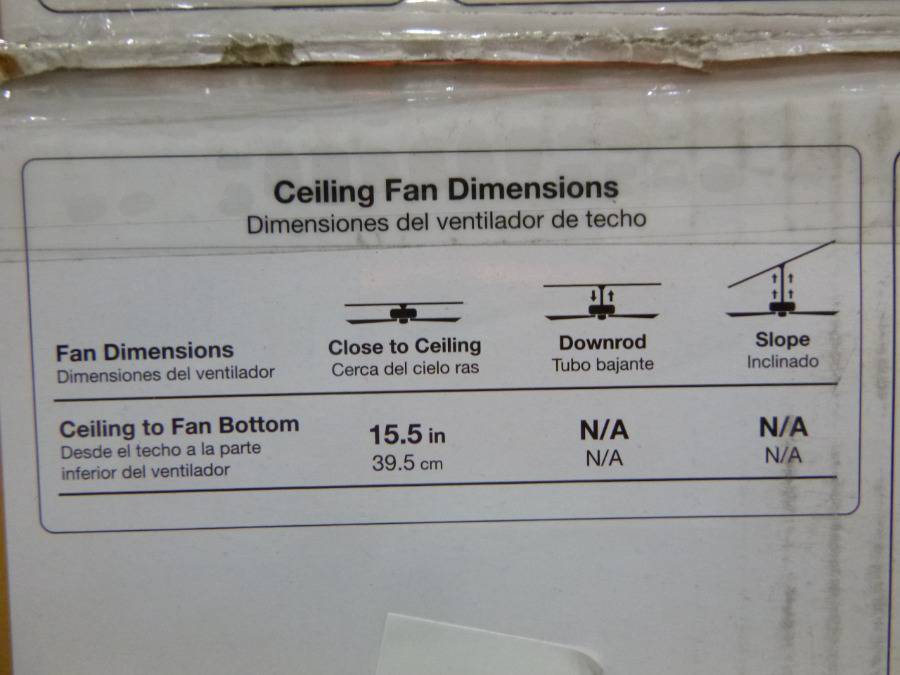 Ceiling Fan Dimensions
Dimensiones del ventilador de techo
Fan Dimensions
Dimensiones del ventilador
Close to Ceiling
Cerca del cielo ras
Downrod
Tubo bajante
Slope
Inclinado
Ceiling to Fan Bottom
Desde el techo a la parte
inferior del ventilador
15.5 in
39.5 cm
N/A
N/A
N/A
N/A